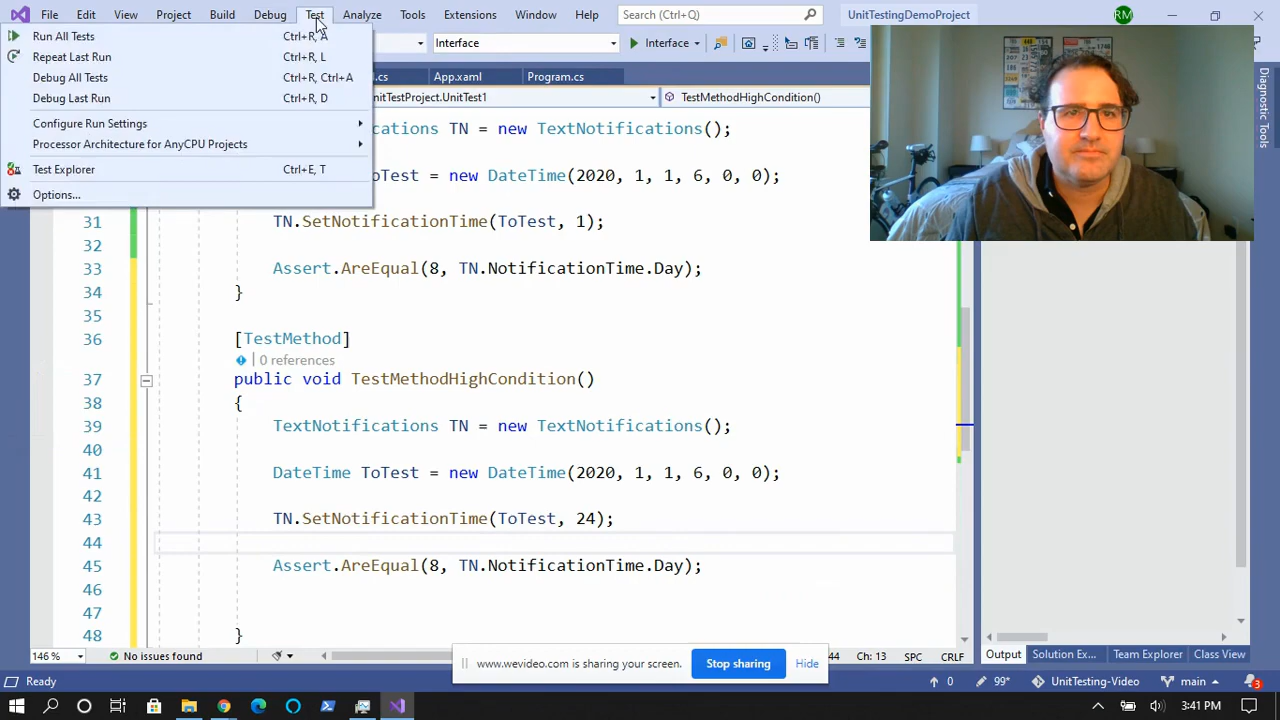 File Edit View Project Build Debug Test Analyze Tools Extensions Window Help Search (Ctrl+Q) UnitTestingDemoProject RM
Run All Tests Ctrl+R, A
Repeat Last Run Ctrl+R, L
Debug All Tests Ctrl+R, Ctrl+A
Debug Last Run Ctrl+R, D
Configure Run Settings
Processor Architecture for AnyCPU Projects
Test Explorer Ctrl+E, T
Options...
Interface Interface
.cs App.xaml Program.cs
nitTestProject.UnitTest1 TestMethodHighCondition()
Diagnostic Tools
cations TN = new TextNotifications();
oTest = new DateTime(2020, 1, 1, 6, 0, 0);
31 TN.SetNotificationTime(ToTest, 1);
32
33 Assert.AreEqual(8, TN.NotificationTime.Day);
34 }
35
36 [TestMethod]
0 references
37 public void TestMethodHighCondition()
38 {
39 TextNotifications TN = new TextNotifications();
40
41 DateTime ToTest = new DateTime(2020, 1, 1, 6, 0, 0);
42
43 TN.SetNotificationTime(ToTest, 24);
44
45 Assert.AreEqual(8, TN.NotificationTime.Day);
46
47
48 }
146 % No issues found 44 Ch: 13 SPC CRLF
www.wevideo.com is sharing your screen. Stop sharing Hide
Output Solution Ex... Team Explorer Class View
Ready 0 99* UnitTesting-Video main 3
3:41 PM